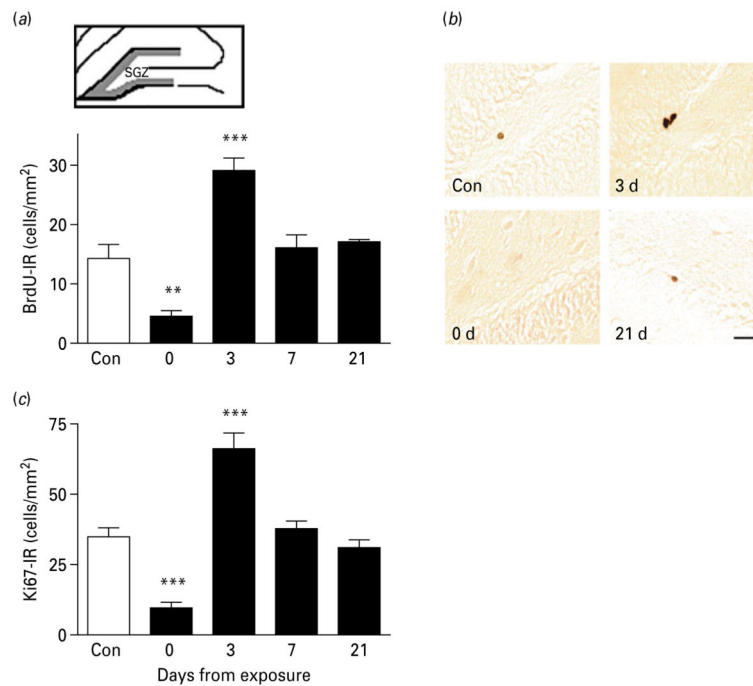 (a)
SGZ
***
**
30
20
10
0
BrdU-IR (cells/mm²)
Con 0 3 7 21
(b)
Con
3 d
0 d
21 d
(c)
***
***
75
50
25
0
Ki67-IR (cells/mm²)
Con 0 3 7 21
Days from exposure